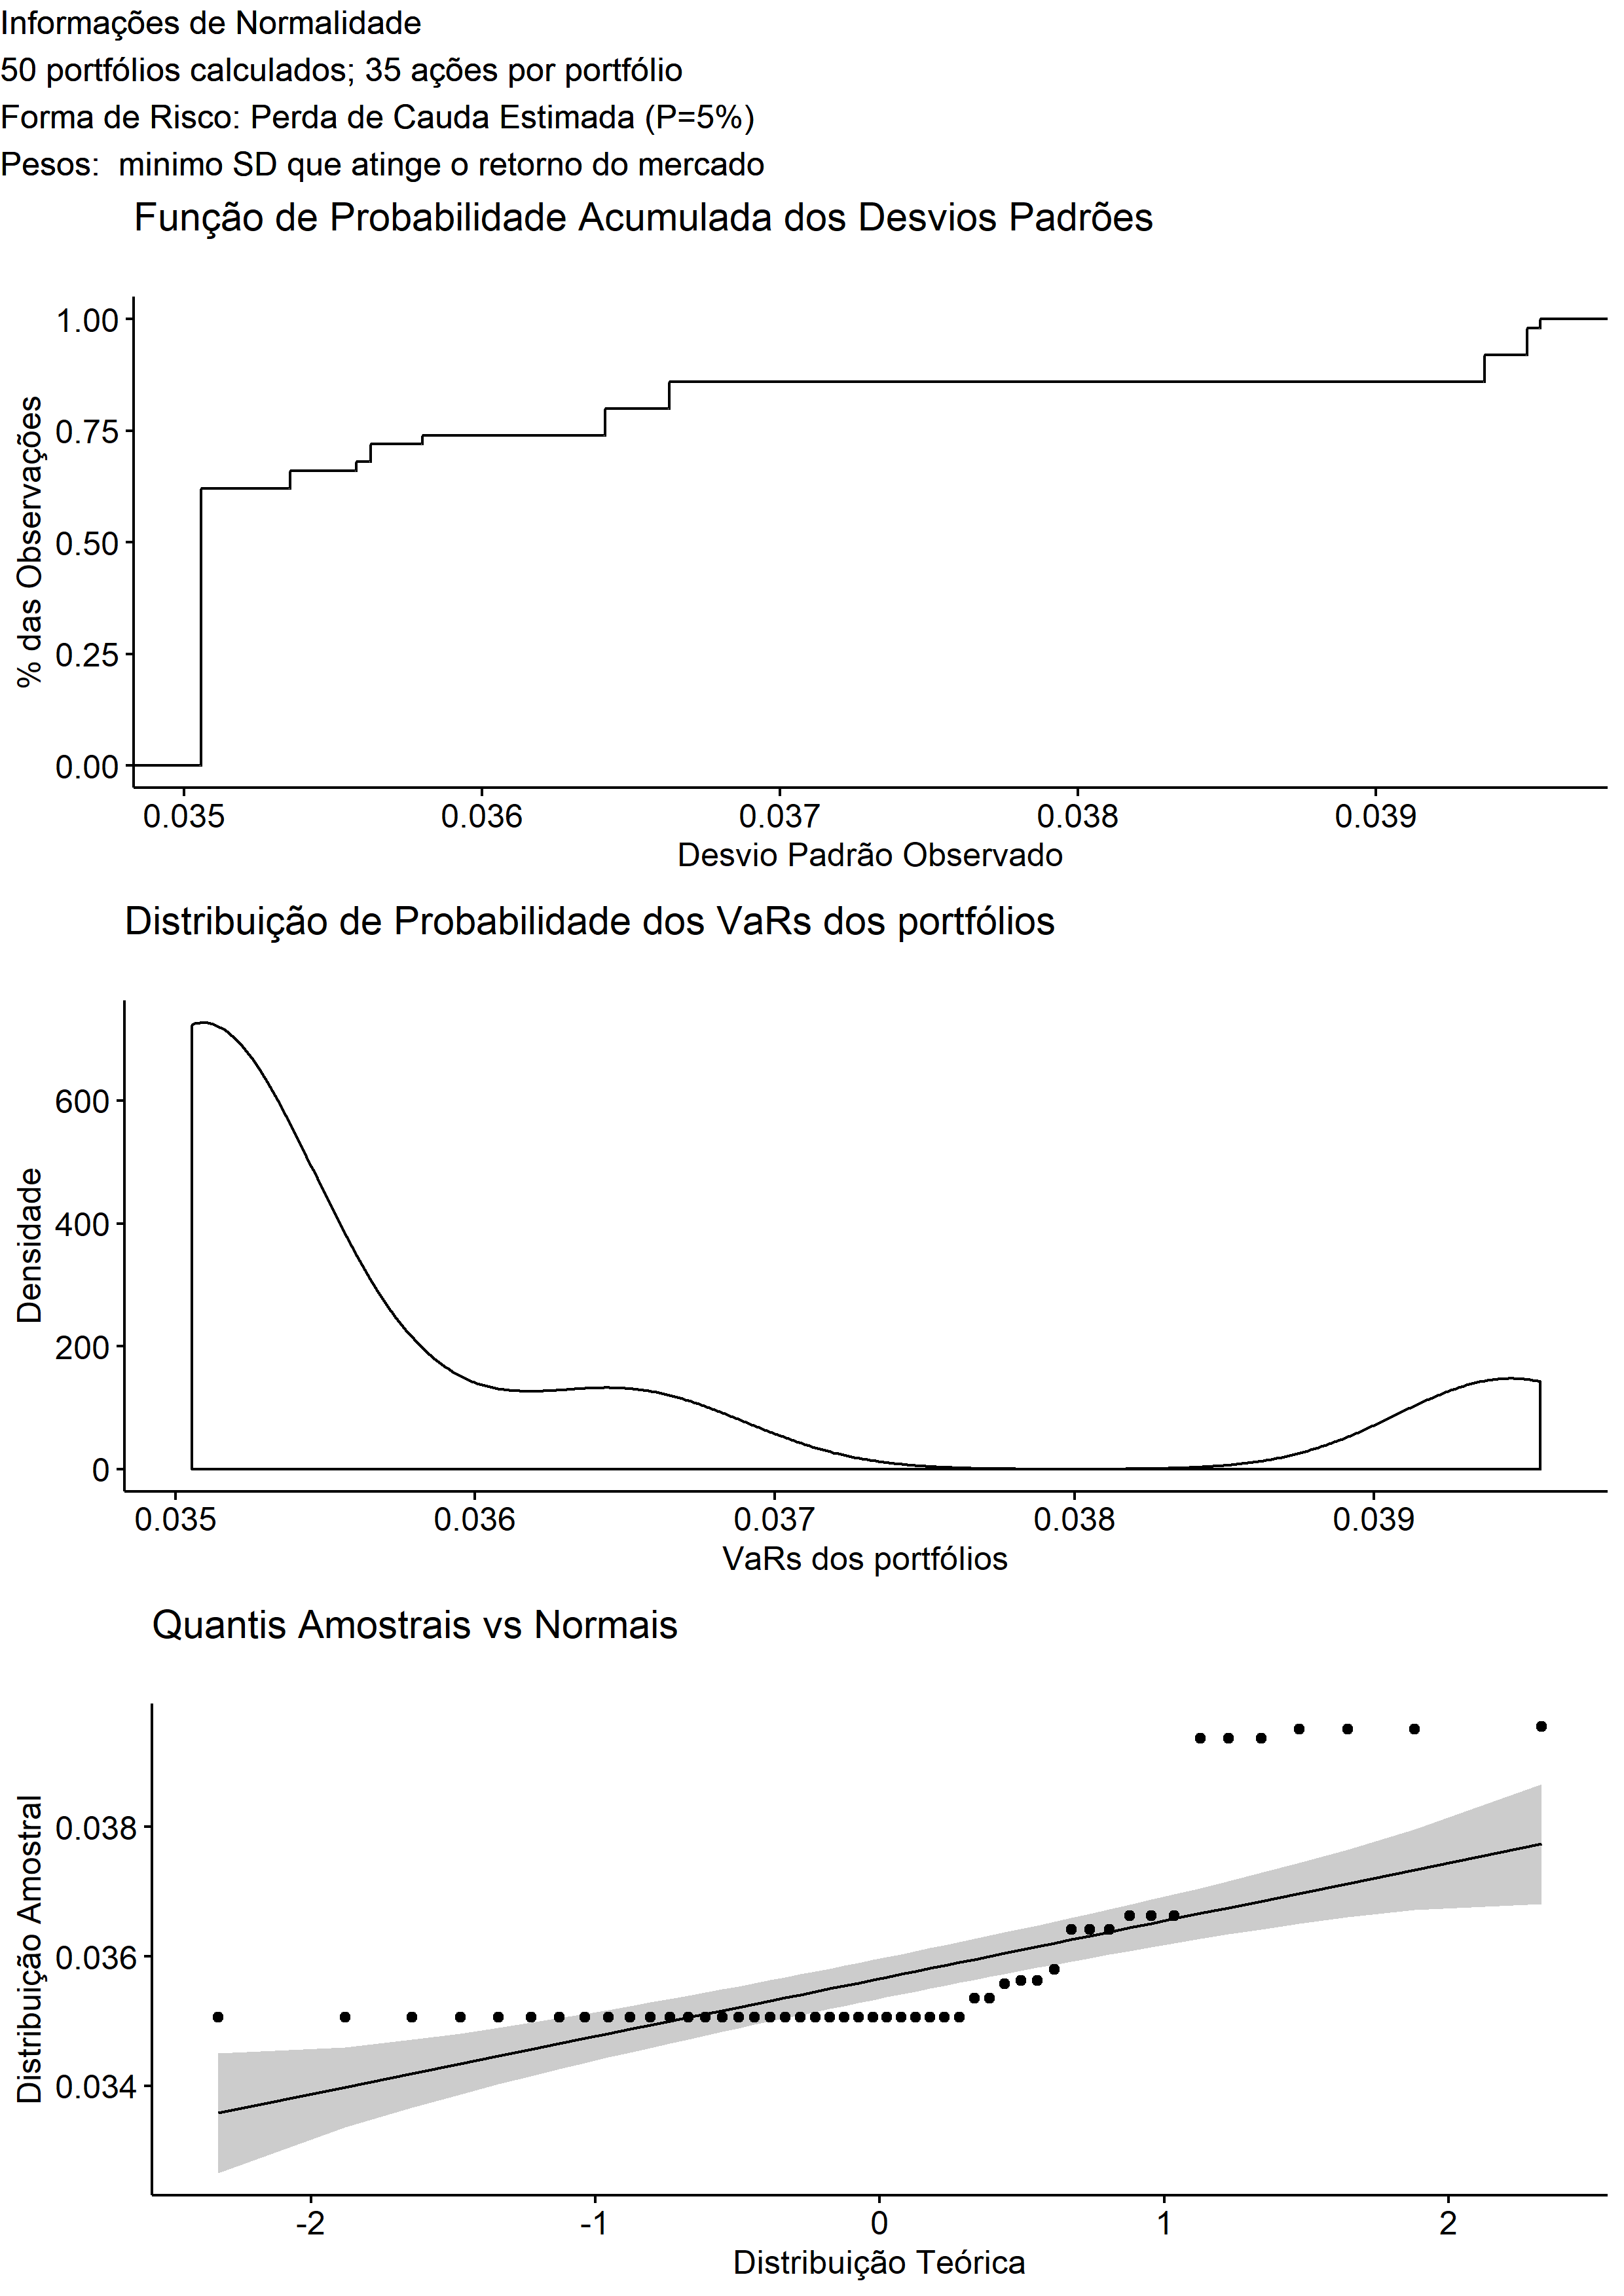 Informações de Normalidade
50 portfólios calculados; 35 ações por portfólio
Forma de Risco: Perda de Cauda Estimada (P=5%)
Pesos:  minimo SD que atinge o retorno do mercado
Função de Probabilidade Acumulada dos Desvios Padrões
% das Observações
1.00
0.75
0.50
0.25
0.00
0.035 0.036 0.037 0.038 0.039
Desvio Padrão Observado
Distribuição de Probabilidade dos VaRs dos portfólios
Densidade
600
400
200
0
0.035 0.036 0.037 0.038 0.039
VaRs dos portfólios
Quantis Amostrais vs Normais
Distribuição Amostral
0.038
0.036
0.034
-2 -1 0 1 2
Distribuição Teórica